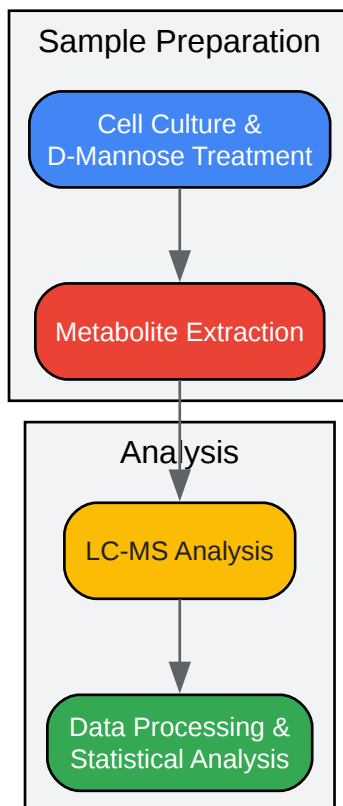 Sample Preparation
Cell Culture &
D-Mannose Treatment
Metabolite Extraction
Analysis
LC-MS Analysis
Data Processing &
Statistical Analysis